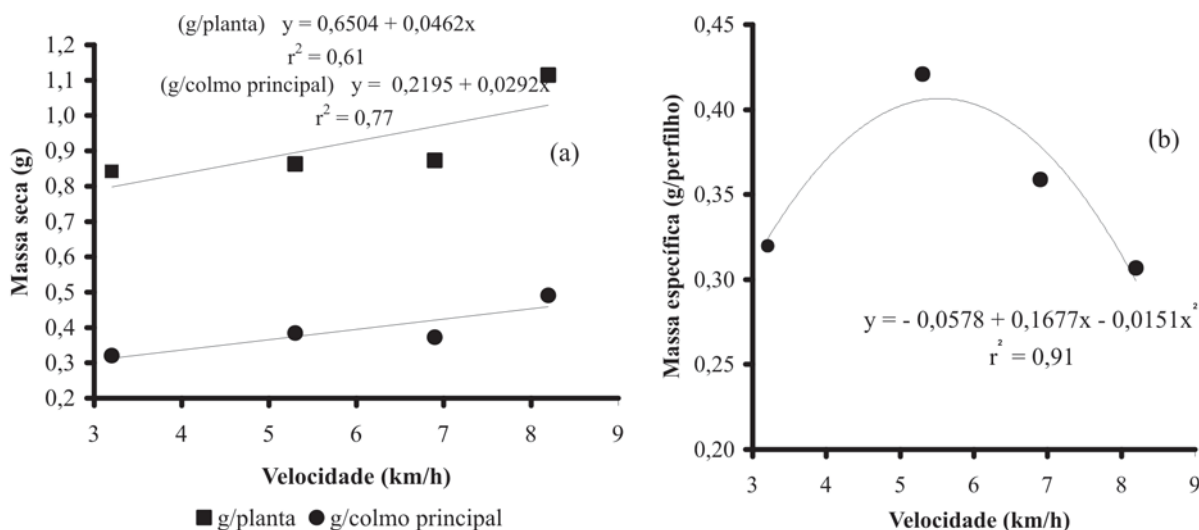 (g/planta) y = 0,6504 + 0,0462x
r² = 0,61
(g/colmo principal) y = 0,2195 + 0,0292x
r² = 0,77
(a)
Massa seca (g)
1,2
1,1
1,0
0,9
0,8
0,7
0,6
0,5
0,4
0,3
0,2
3 4 5 6 7 8 9
Velocidade (km/h)
■ g/planta ● g/colmo principal
(b)
Massa específica (g/perfilho)
0,45
0,40
0,35
0,30
0,25
0,20
y = - 0,0578 + 0,1677x - 0,0151x²
r² = 0,91
3 4 5 6 7 8 9
Velocidade (km/h)